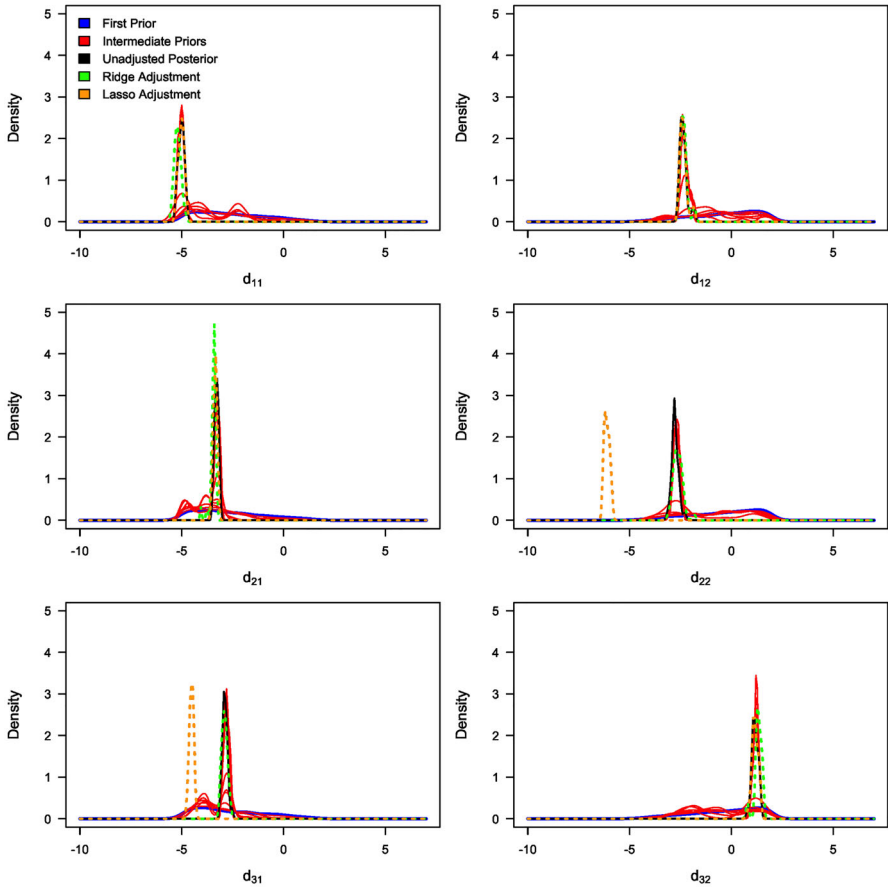 First Prior
Intermediate Priors
Unadjusted Posterior
Ridge Adjustment
Lasso Adjustment
Density
5
4
3
2
1
0
-10 -5 0 5
d11
Density
5
4
3
2
1
0
-10 -5 0 5
d12
Density
5
4
3
2
1
0
-10 -5 0 5
d21
Density
5
4
3
2
1
0
-10 -5 0 5
d22
Density
5
4
3
2
1
0
-10 -5 0 5
d31
Density
5
4
3
2
1
0
-10 -5 0 5
d32